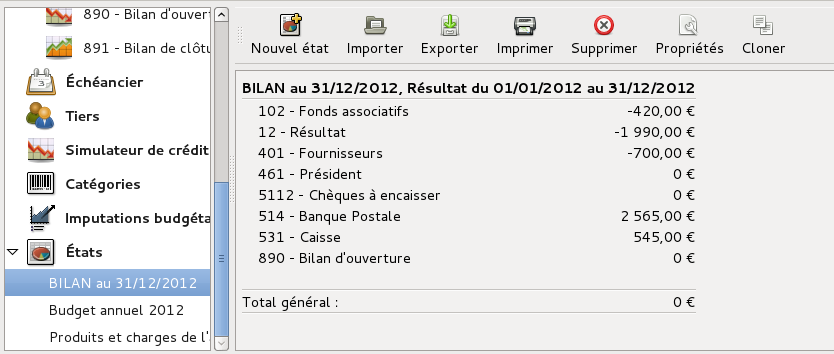 890 - Bilan d'ouvert
891 - Bilan de clôtu
Échéancier
Tiers
Simulateur de crédit
Catégories
Imputations budgéta
États
BILAN au 31/12/2012
Budget annuel 2012
Produits et charges de l'
Nouvel état Importer Exporter Imprimer Supprimer Propriétés Cloner
BILAN au 31/12/2012, Résultat du 01/01/2012 au 31/12/2012
102 - Fonds associatifs -420,00 €
12 - Résultat -1 990,00 €
401 - Fournisseurs -700,00 €
461 - Président 0 €
5112 - Chèques à encaisser 0 €
514 - Banque Postale 2 565,00 €
531 - Caisse 545,00 €
890 - Bilan d'ouverture 0 €
Total général : 0 €